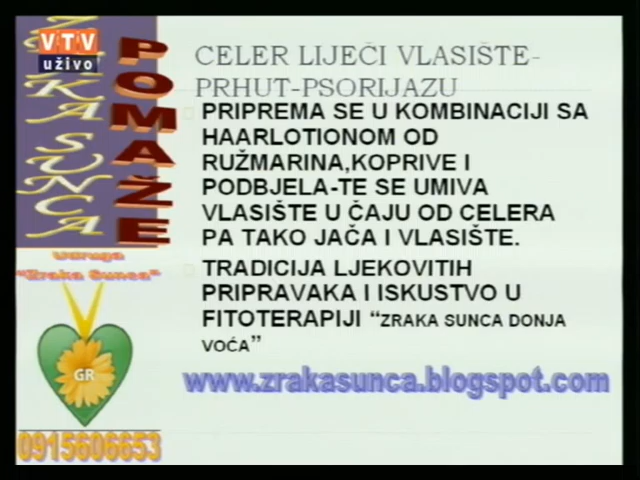 VTV
uživo
ZRAKA SUNCA
POMAŽE
Udruga
"Zraka Sunca"
GR
0915606653
CELER LIJEČI VLASIŠTE-
PRHUT-PSORIJAZU
PRIPREMA SE U KOMBINACIJI SA
HAARLOTIONOM OD
RUŽMARINA,KOPRIVE I
PODBJELA-TE SE UMIVA
VLASIŠTE U ČAJU OD CELERA
PA TAKO JAČA I VLASIŠTE.
TRADICIJA LJEKOVITIH
PRIPRAVAKA I ISKUSTVO U
FITOTERAPIJI “ZRAKA SUNCA DONJA
VOĆA”
www.zrakasunca.blogspot.com